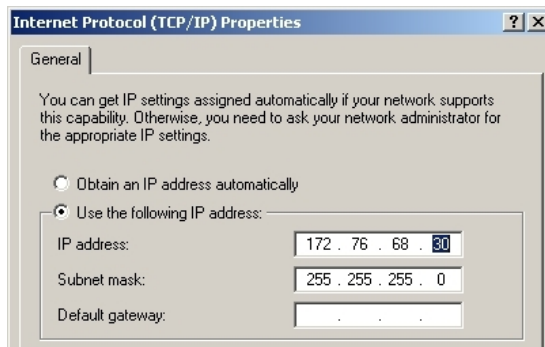 Internet Protocol (TCP/IP) Properties ? X
General
You can get IP settings assigned automatically if your network supports
this capability. Otherwise, you need to ask your network administrator for
the appropriate IP settings.
Obtain an IP address automatically
Use the following IP address:
IP address: 172 . 76 . 68 . 30
Subnet mask: 255 . 255 . 255 . 0
Default gateway: . . .